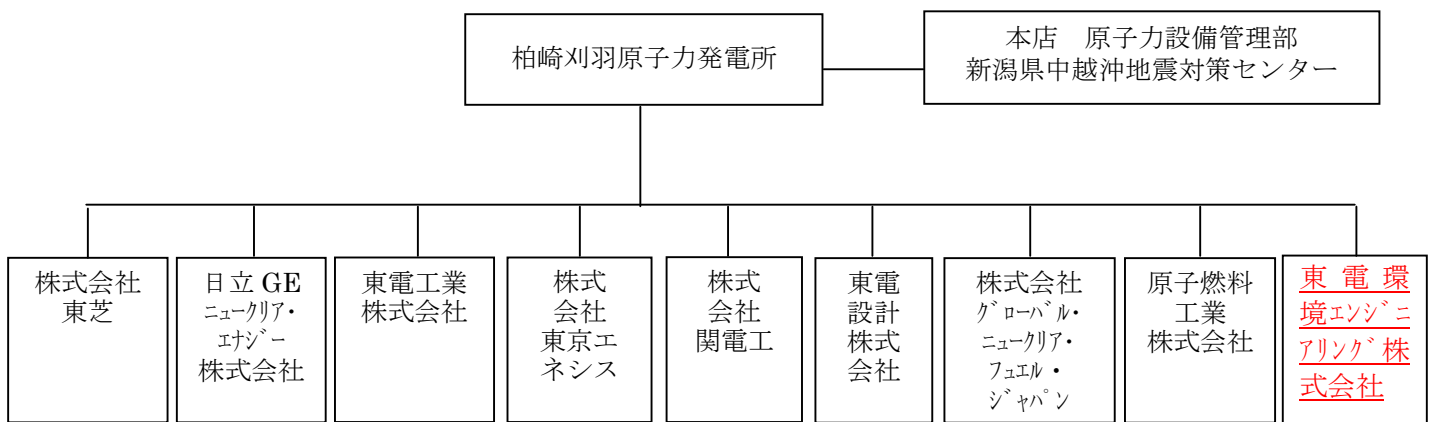 柏崎刈羽原子力発電所
本店　原子力設備管理部
新潟県中越沖地震対策センター
株式会社
東芝
日立 GE
ﾆｭｰｸﾘｱ・
ｴﾅｼﾞｰ
株式会社
東電工業
株式会社
株式
会社
東京エ
ネシス
株式
会社
関電工
東電
設計
株式
会社
株式会社
ｸﾞﾛｰﾊﾞﾙ・
ﾆｭｰｸﾘｱ・
ﾌｭｴﾙ・
ｼﾞｬﾊﾟﾝ
原子燃料
工業
株式会社
東電環
境ｴﾝｼﾞﾆ
ｱﾘﾝｸﾞ株
式会社